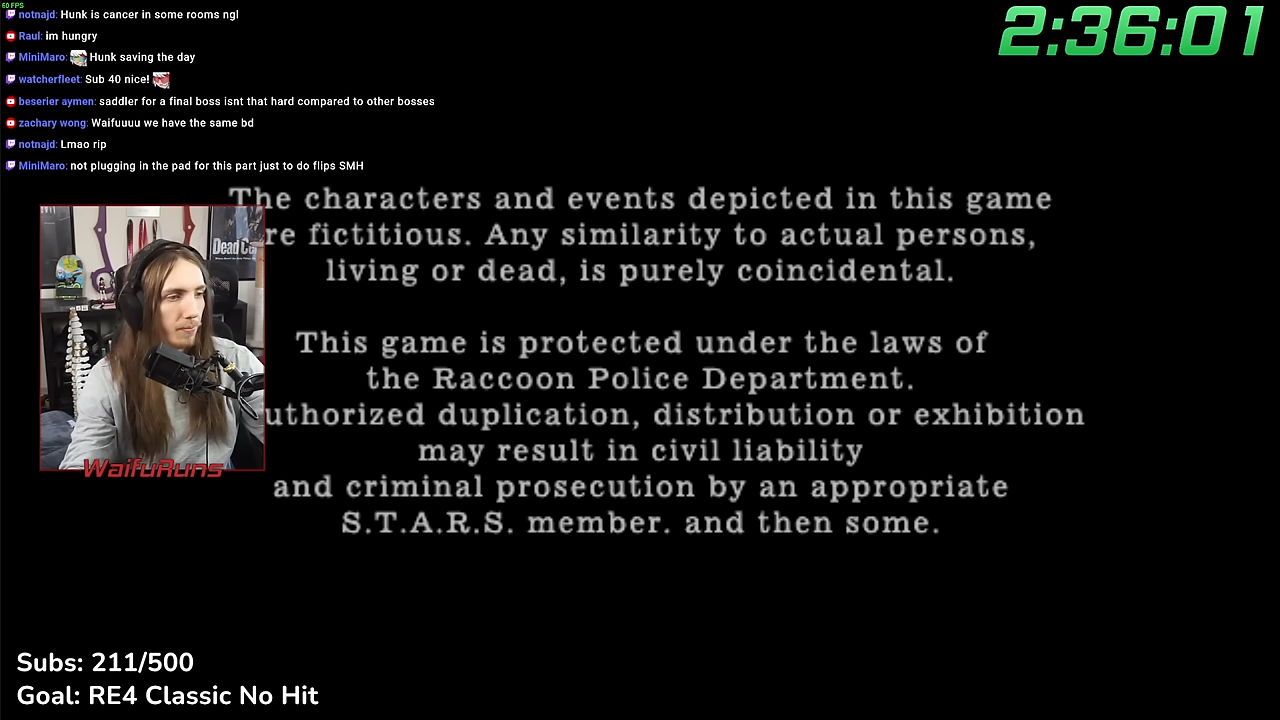 60 FPS
notnajd: Hunk is cancer in some rooms ngl
Raul: im hungry
MiniMaro: Hunk saving the day
watcherfleet: Sub 40 nice!
beserier aymen: saddler for a final boss isnt that hard compared to other bosses
zachary wong: Waifuuuu we have the same bd
notnajd: Lmao rip
MiniMaro: not plugging in the pad for this part just to do flips SMH
2:36:01
The characters and events depicted in this game
re fictitious. Any similarity to actual persons,
living or dead, is purely coincidental.
This game is protected under the laws of
the Raccoon Police Department.
uthorized duplication, distribution or exhibition
may result in civil liability
and criminal prosecution by an appropriate
S.T.A.R.S. member. and then some.
Dead Ce
WaifuRuns
Subs: 211/500
Goal: RE4 Classic No Hit